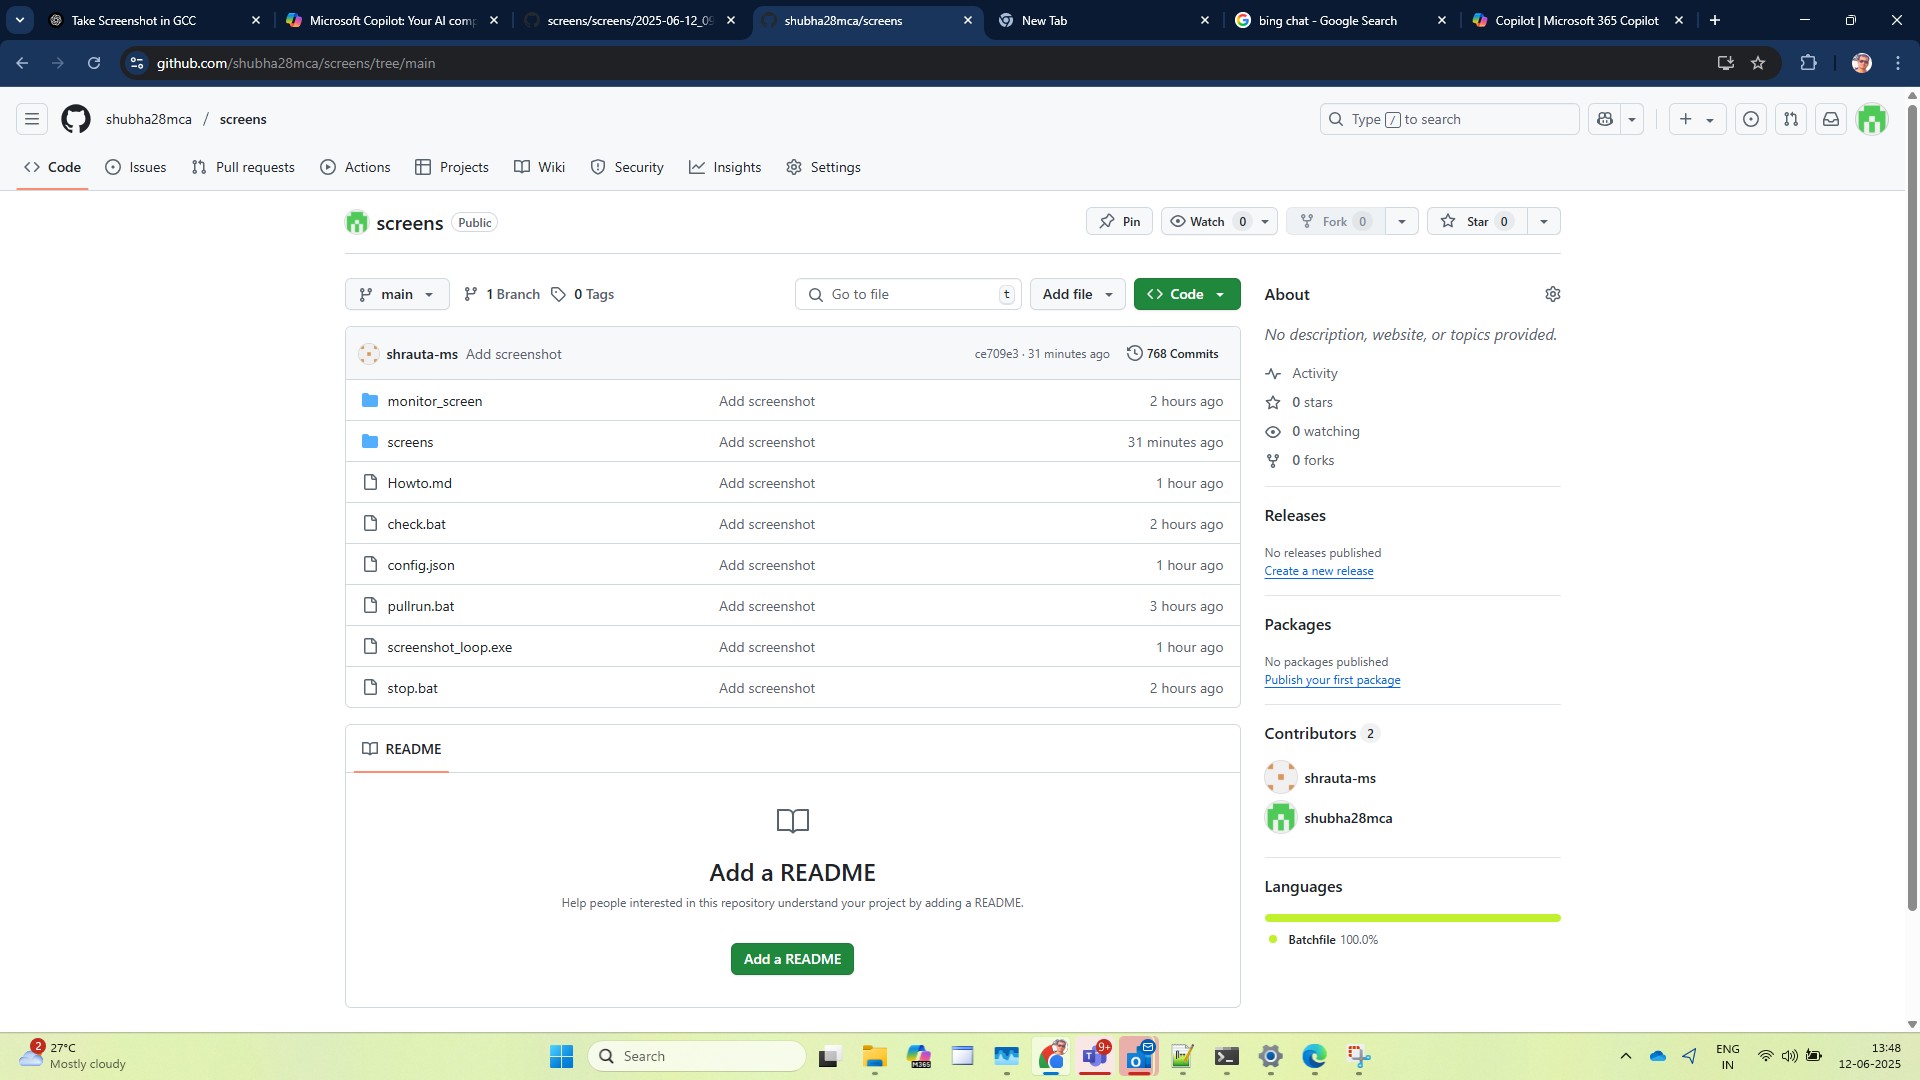 Take Screenshot in GCC
Microsoft Copilot: Your AI comp
screens/screens/2025-06-12_09
shubha28mca/screens
New Tab
bing chat - Google Search
Copilot | Microsoft 365 Copilot
github.com/shubha28mca/screens/tree/main
shubha28mca / screens
Type / to search
Code
Issues
Pull requests
Actions
Projects
Wiki
Security
Insights
Settings
screens Public
Pin
Watch 0
Fork 0
Star 0
main
1 Branch
0 Tags
Go to file t
Add file
<> Code
shrauta-ms Add screenshot ce709e3 · 31 minutes ago 768 Commits
monitor_screen Add screenshot 2 hours ago
screens Add screenshot 31 minutes ago
Howto.md Add screenshot 1 hour ago
check.bat Add screenshot 2 hours ago
config.json Add screenshot 1 hour ago
pullrun.bat Add screenshot 3 hours ago
screenshot_loop.exe Add screenshot 1 hour ago
stop.bat Add screenshot 2 hours ago
README
Add a README
Help people interested in this repository understand your project by adding a README.
Add a README
About
No description, website, or topics provided.
Activity
0 stars
0 watching
0 forks
Releases
No releases published
Create a new release
Packages
No packages published
Publish your first package
Contributors 2
shrauta-ms
shubha28mca
Languages
Batchfile 100.0%
2
27°C
Mostly cloudy
Search
M365
9+
ENG
IN
13:48
12-06-2025